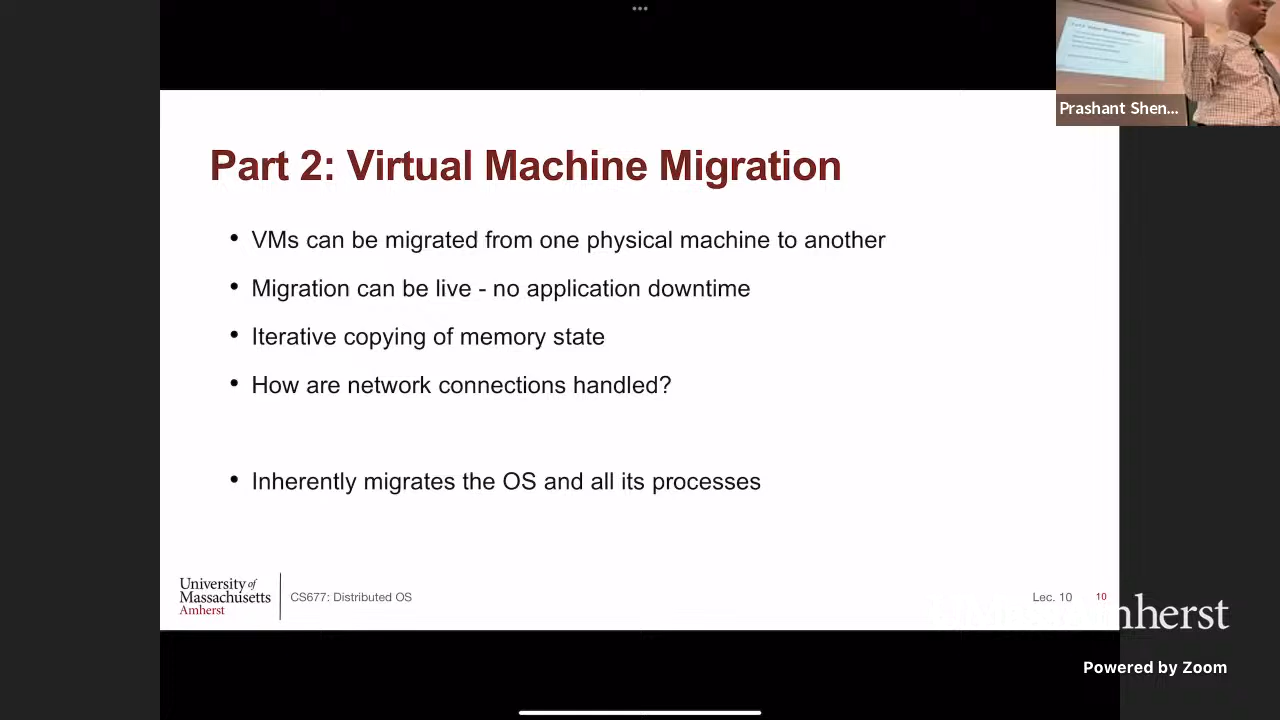 Prashant Shen...
Part 2: Virtual Machine Migration
• VMs can be migrated from one physical machine to another
• Migration can be live - no application downtime
• Iterative copying of memory state
• How are network connections handled?
• Inherently migrates the OS and all its processes
University of
Massachusetts
Amherst
CS677: Distributed OS
Lec. 10
10
Amherst
Powered by Zoom